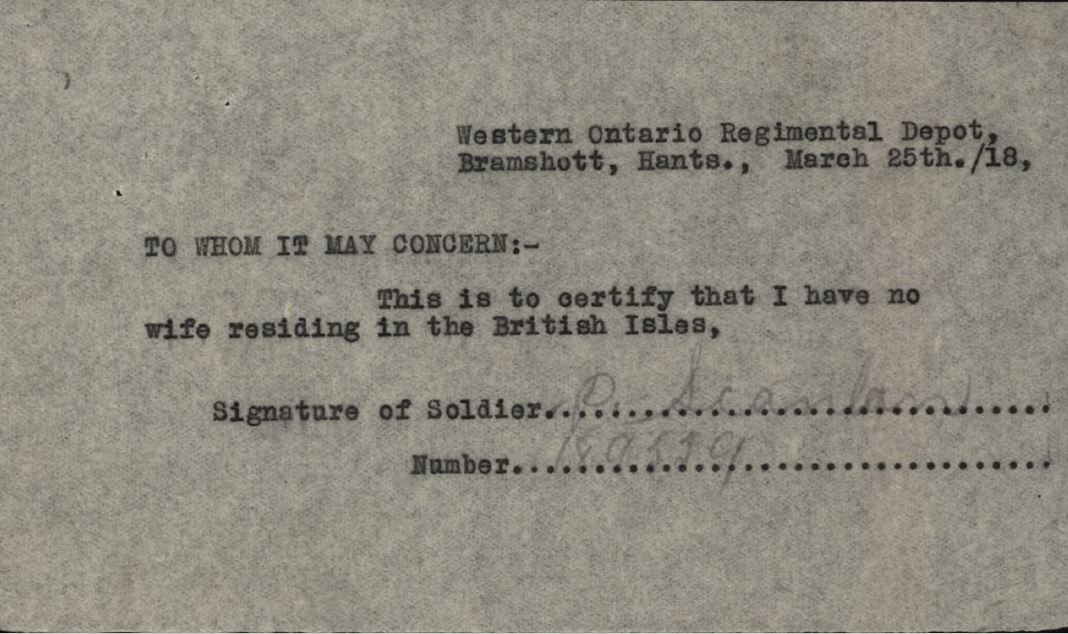 Western Ontario Regimental Depot,
Bramshott, Hants., March 25th./18,
TO WHOM IT MAY CONCERN:-
This is to certify that I have no
wife residing in the British Isles,
Signature of Soldier.......P. Scanlan.......
Number..............................